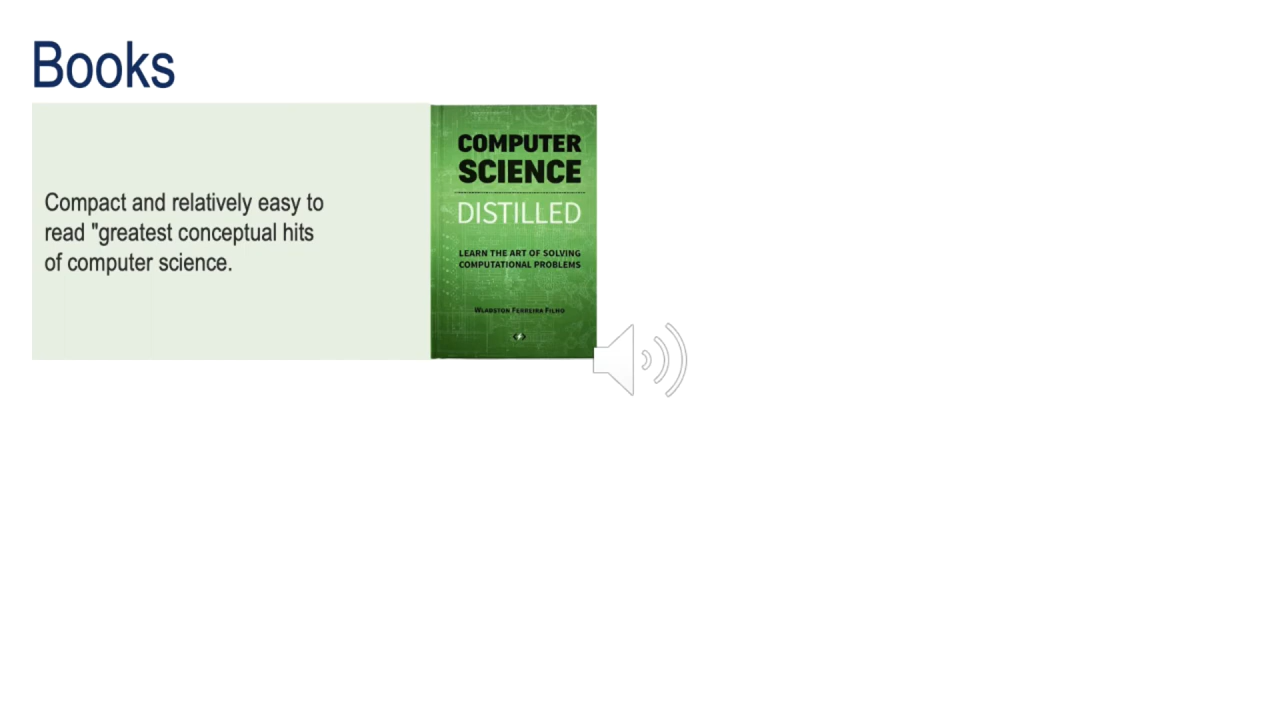 Books
Compact and relatively easy to
read "greatest conceptual hits
of computer science.
COMPUTER
SCIENCE
DISTILLED
LEARN THE ART OF SOLVING
COMPUTATIONAL PROBLEMS
WLADSTON FERREIRA FILHO